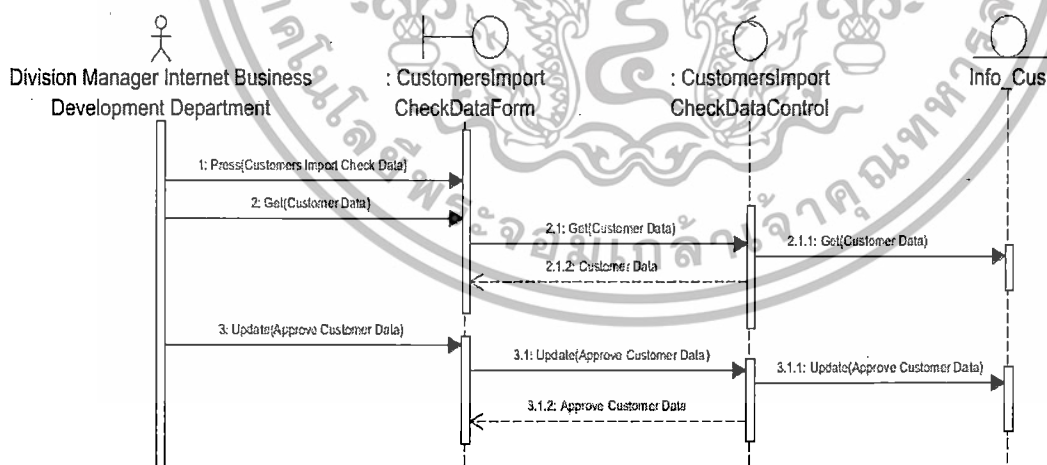 Division Manager Internet Business
Development Department
: CustomersImport
CheckDataForm
: CustomersImport
CheckDataControl
Info_Cus
1: Press(Customers Import Check Data)
2: Get(Customer Data)
2.1: Get(Customer Data)
2.1.1: Get(Customer Data)
2.1.2: Customer Data
3: Update(Approve Customer Data)
3.1: Update(Approve Customer Data)
3.1.1: Update(Approve Customer Data)
3.1.2: Approve Customer Data